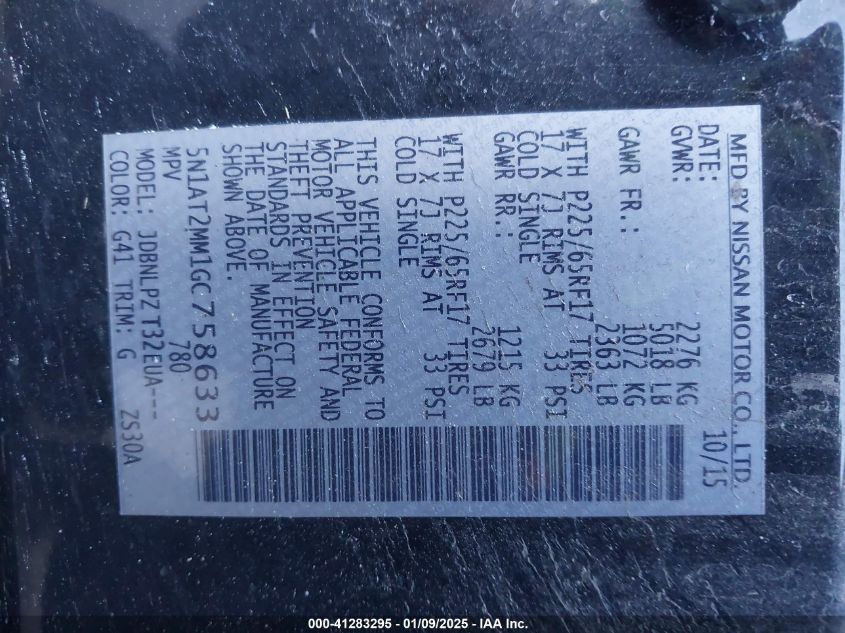 MFD BY NISSAN MOTOR CO., LTD.
DATE: 10/15
GVWR: 2276 KG
5018 LB
GAWR FR.: 1072 KG
2363 LB
WITH P225/65RF17 TIRES
17 X 7J RIMS AT 33 PSI
COLD SINGLE
GAWR RR.: 1215 KG
2679 LB
WITH P225/65RF17 TIRES
17 X 7J RIMS AT 33 PSI
COLD SINGLE
THIS VEHICLE CONFORMS TO
ALL APPLICABLE FEDERAL
MOTOR VEHICLE SAFETY AND
THEFT PREVENTION
STANDARDS IN EFFECT ON
THE DATE OF MANUFACTURE
SHOWN ABOVE.
5N1AT2MM1GC758633
MPV 780
MODEL: JDBNLPZ T32EUA---
COLOR: G41 TRIM: G ZS30A
000-41283295 - 01/09/2025 - IAA Inc.